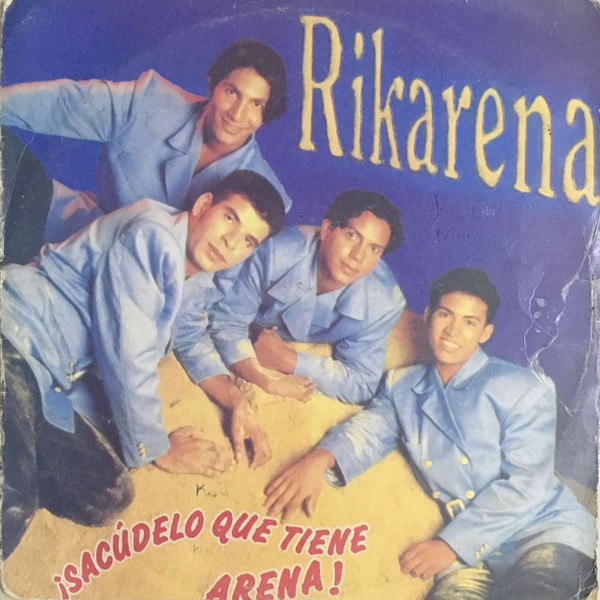 Rikarena
¡SACÚDELO QUE TIENE
ARENA!